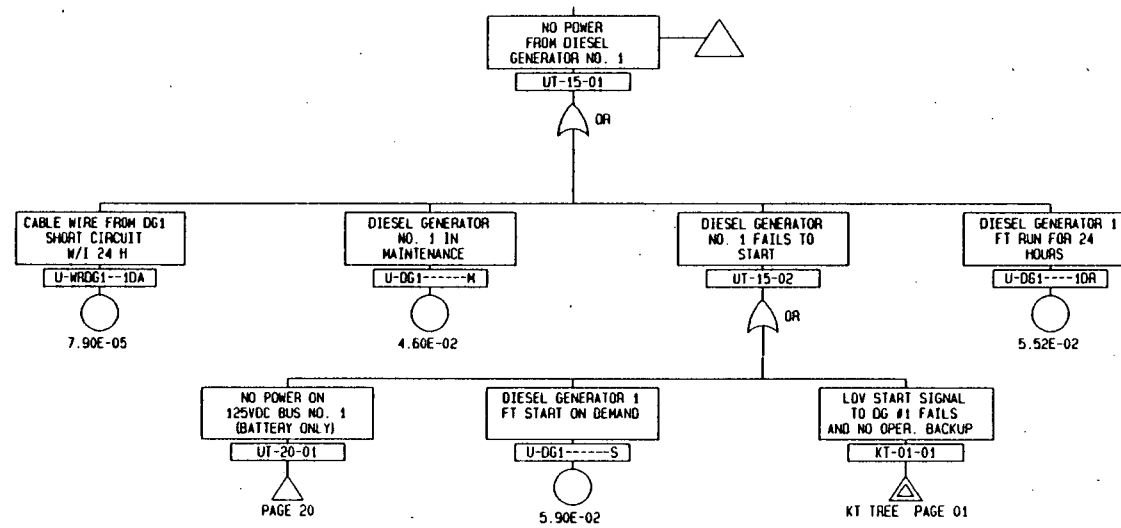 NO POWER
FROM DIESEL
GENERATOR NO. 1
UT-15-01
OR
CABLE WIRE FROM DG1
SHORT CIRCUIT
W/I 24 H
U-WRDG1--1DA
7.90E-05
DIESEL GENERATOR
NO. 1 IN
MAINTENANCE
U-DG1------M
4.60E-02
DIESEL GENERATOR
NO. 1 FAILS TO
START
UT-15-02
OR
DIESEL GENERATOR 1
FT RUN FOR 24
HOURS
U-DG1----1DR
5.52E-02
NO POWER ON
125VDC BUS NO. 1
(BATTERY ONLY)
UT-20-01
PAGE 20
DIESEL GENERATOR 1
FT START ON DEMAND
U-DG1------S
5.90E-02
LOV START SIGNAL
TO DG #1 FAILS
AND NO OPER. BACKUP
KT-01-01
KT TREE PAGE 01